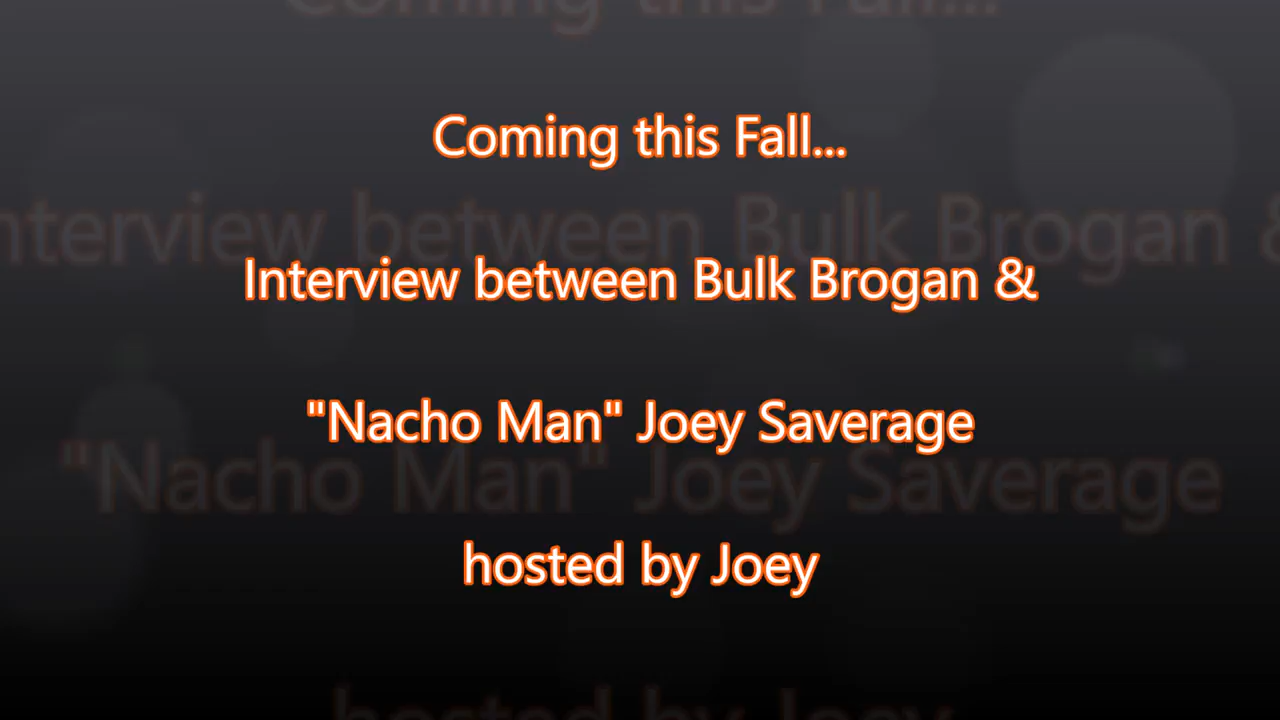 Coming this Fall...
Interview between Bulk Brogan &
"Nacho Man" Joey Saverage
hosted by Joey